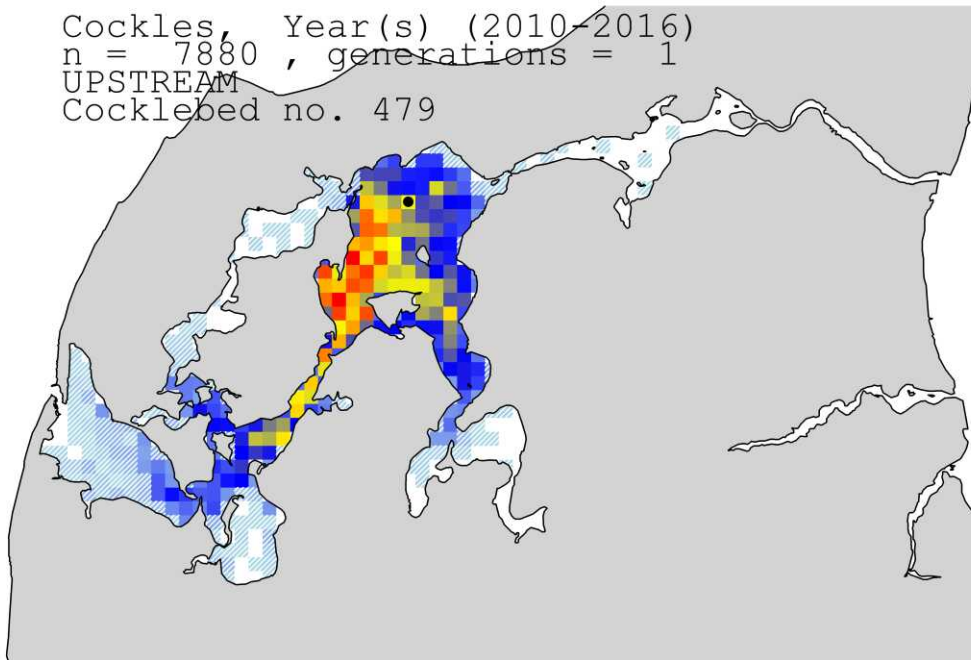 Cockles, Year(s) (2010-2016)
n = 7880 , generations = 1
UPSTREAM
Cocklebed no. 479